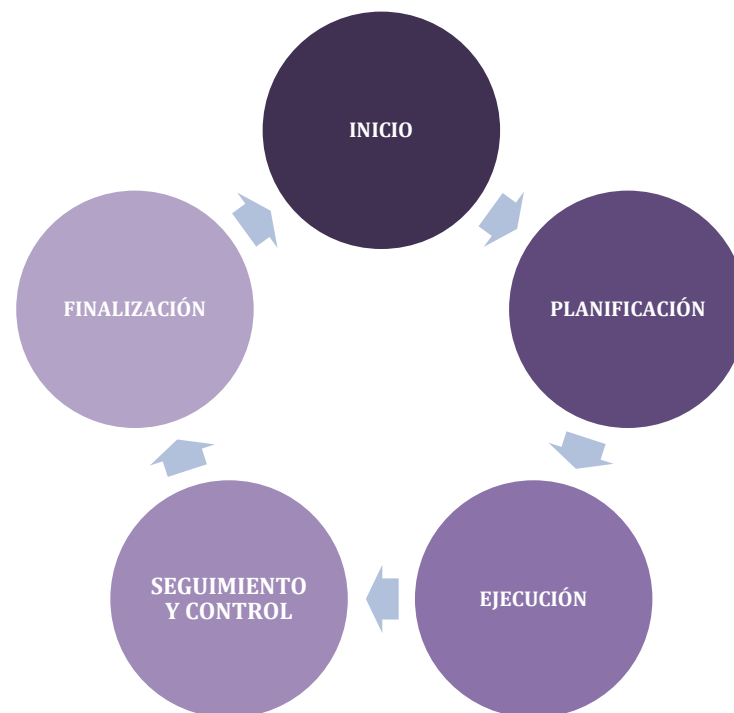 INICIO
PLANIFICACIÓN
EJECUCIÓN
SEGUIMIENTO
Y CONTROL
FINALIZACIÓN